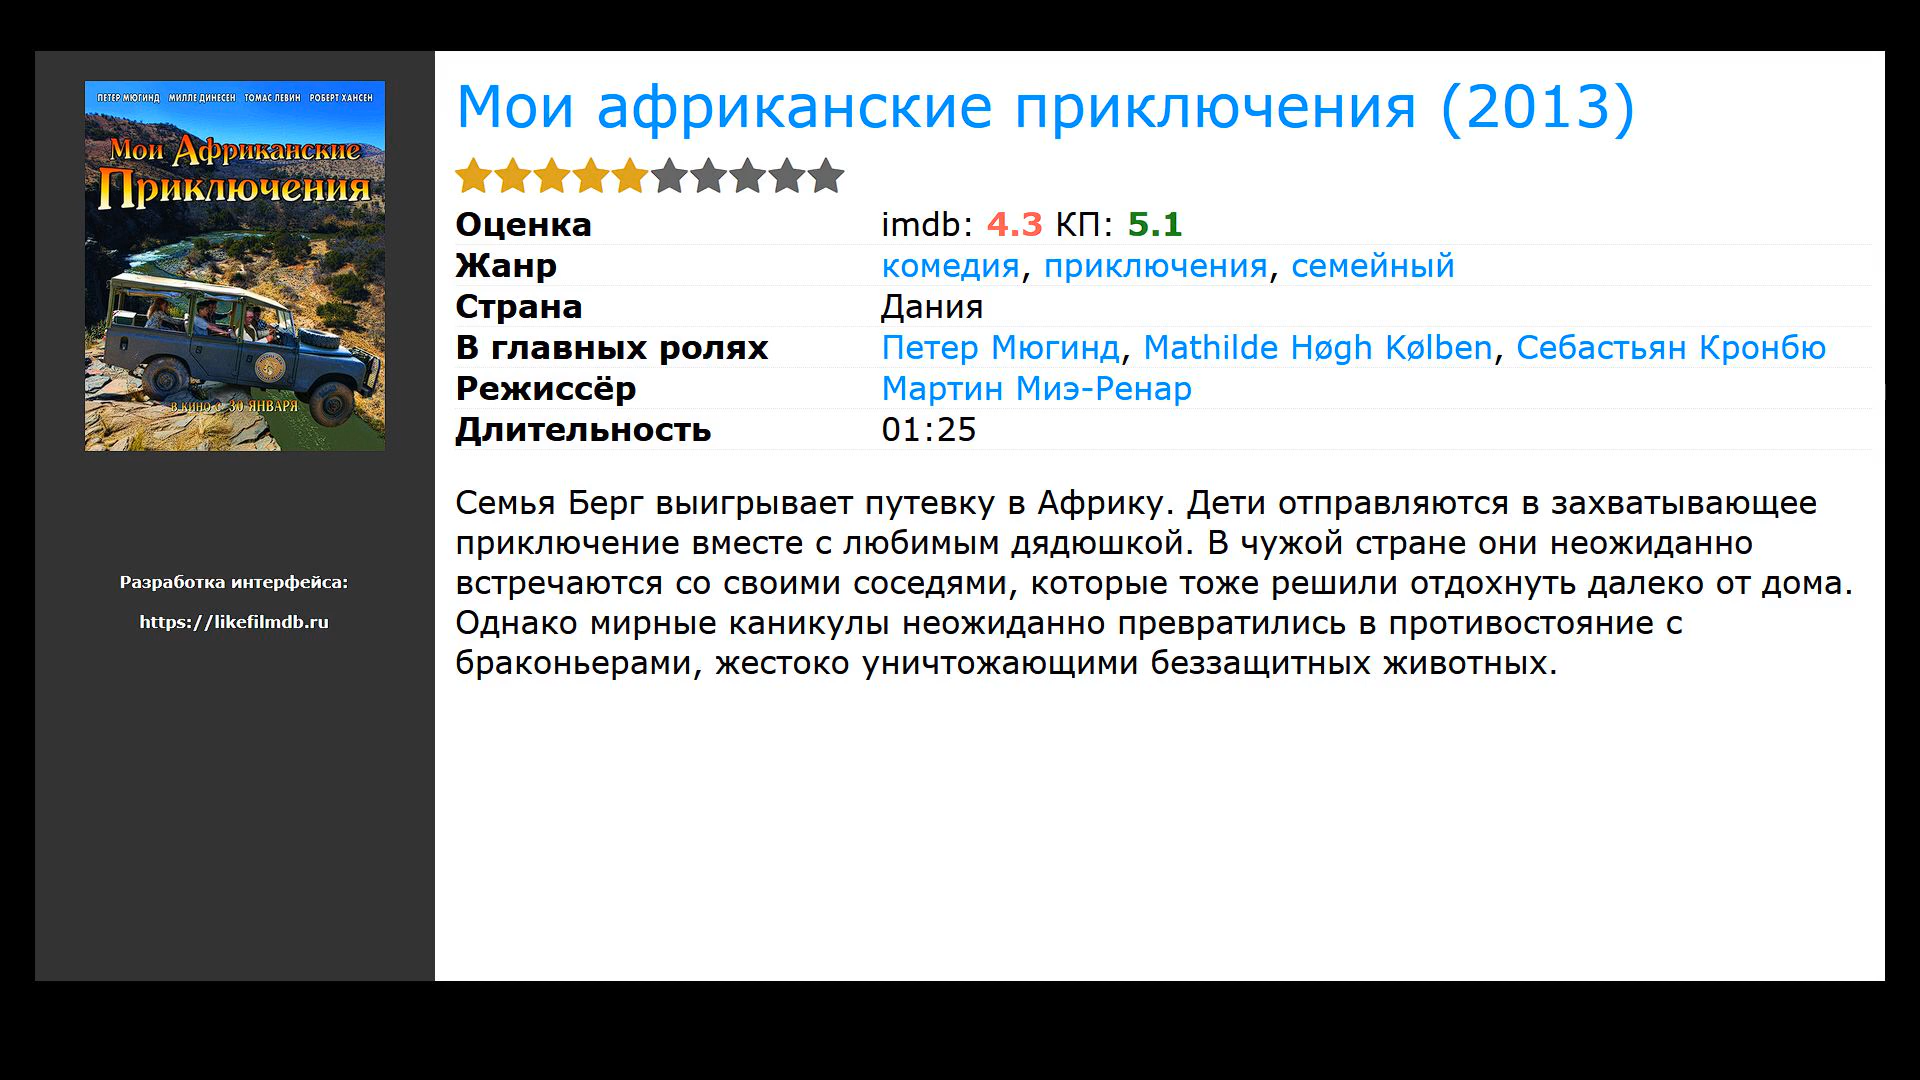 ПЕТЕР МЮГИНД МИЛЛЕ ДИНЕСЕН ТОМАС ЛЕВИН РОБЕРТ ХАНСЕН
Мои Африканские
Приключения
В КИНО С 30 ЯНВАРЯ
Разработка интерфейса:
https://likefilmdb.ru
Мои африканские приключения (2013)
Оценка imdb: 4.3 КП: 5.1
Жанр комедия, приключения, семейный
Страна Дания
В главных ролях Петер Мюгинд, Mathilde Høgh Kølben, Себастьян Кронбю
Режиссёр Мартин Миэ-Ренар
Длительность 01:25
Семья Берг выигрывает путевку в Африку. Дети отправляются в захватывающее
приключение вместе с любимым дядюшкой. В чужой стране они неожиданно
встречаются со своими соседями, которые тоже решили отдохнуть далеко от дома.
Однако мирные каникулы неожиданно превратились в противостояние с
браконьерами, жестоко уничтожающими беззащитных животных.